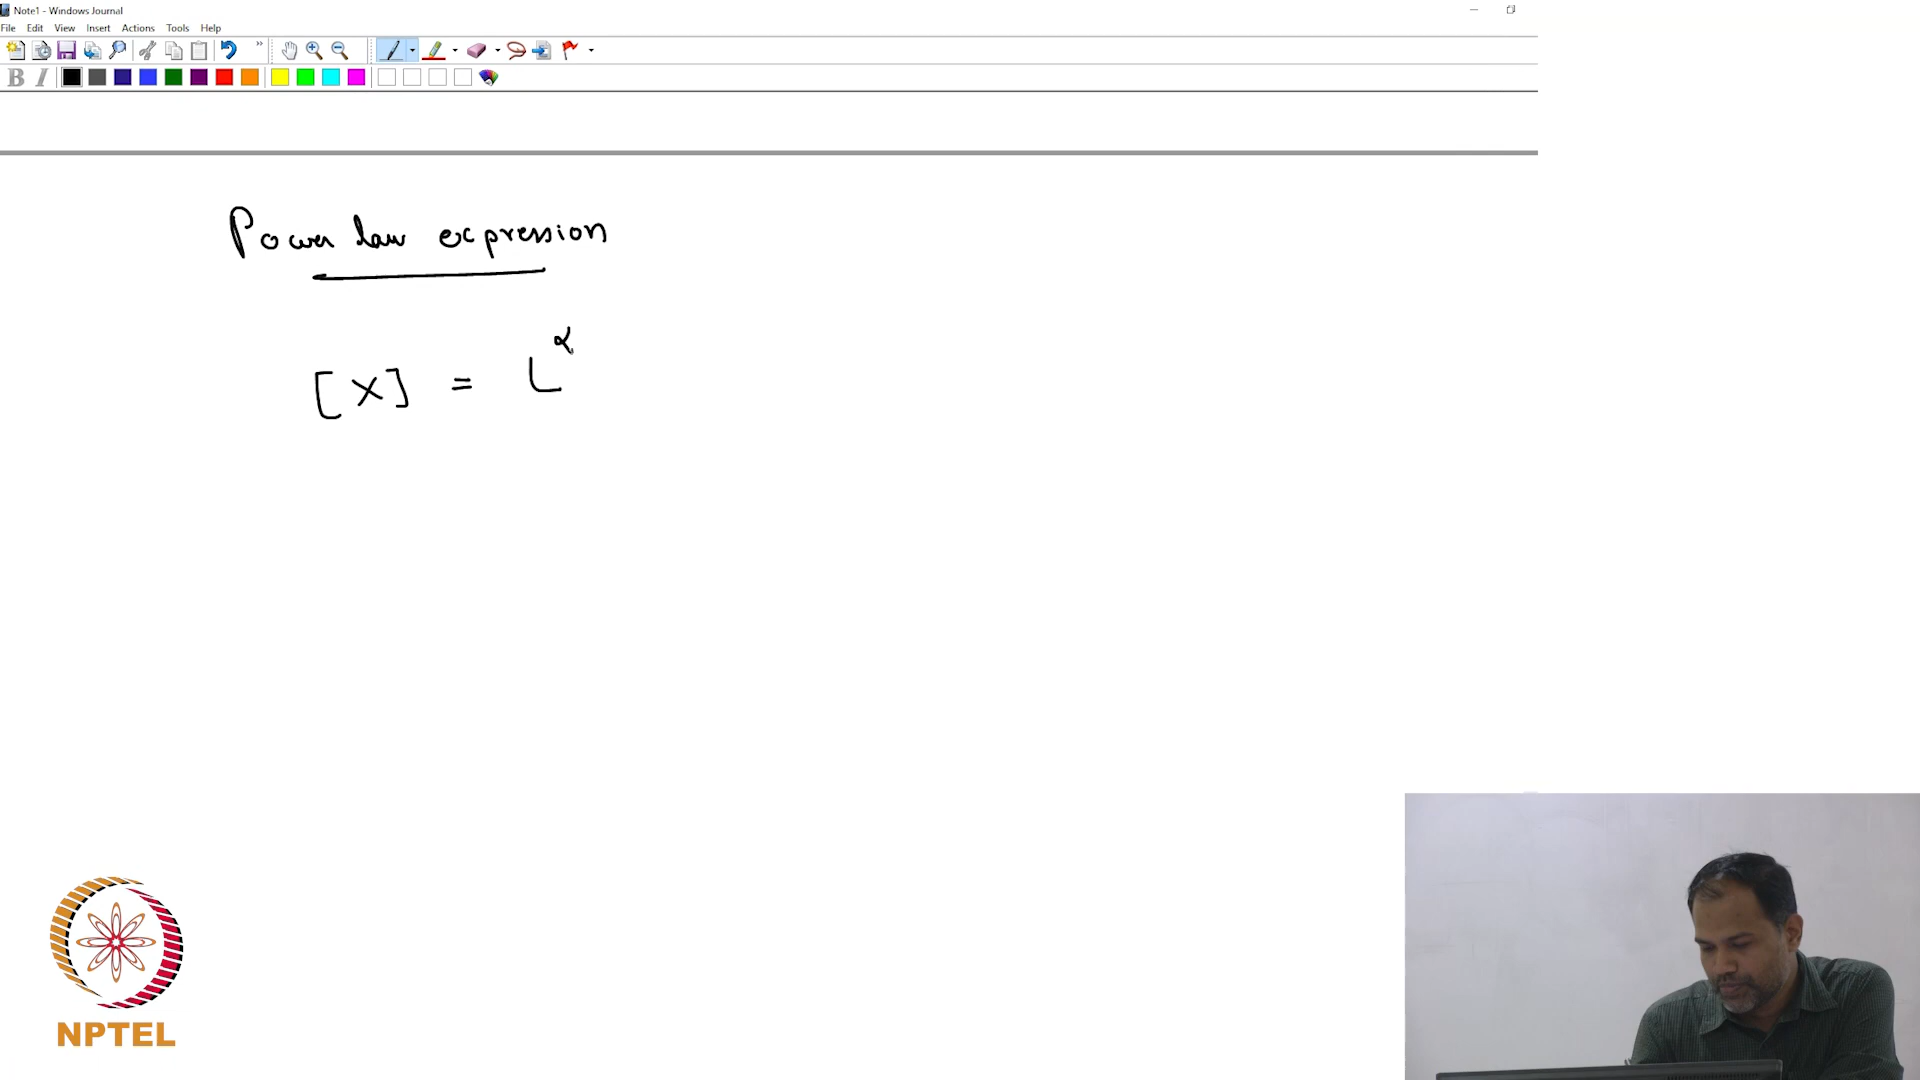 Note1 - Windows Journal
File Edit View Insert Actions Tools Help
B I
Power law expression
[X] = L^α
NPTEL